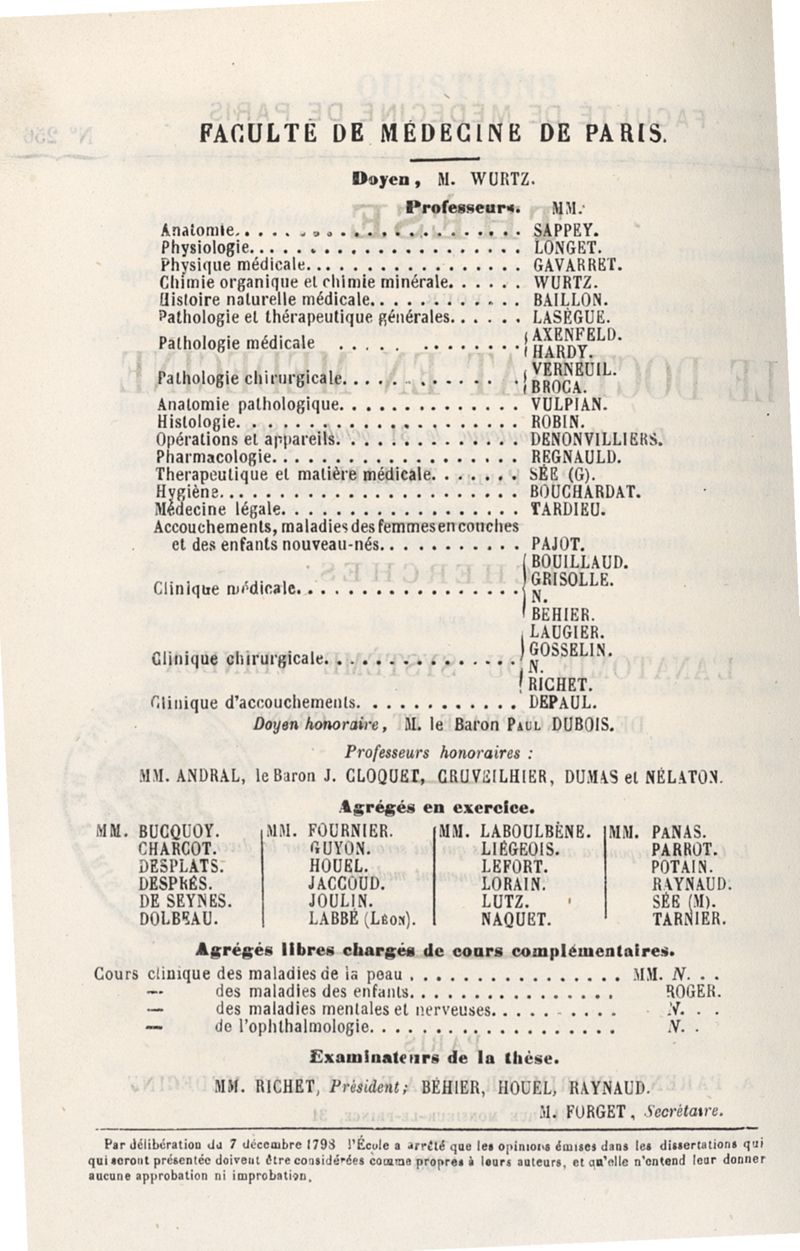 FACULTÉ DE MÉDECINE DE PARIS.
Doyen, M. WURTZ.
Professeurs. MM.
Anatomie. . . . . . . . . . . . . . . . . . . SAPPEY.
Physiologie. . . . . . . . . . . . . . . . . . LONGET.
Physique médicale. . . . . . . . . . . . . . . GAVARRET.
Chimie organique et chimie minérale. . . . . . WURTZ.
Histoire naturelle médicale. . . . . . . . . . . BAILLON.
Pathologie et thérapeutique générales. . . . . . LASÈGUE.
Pathologie médicale . . . . . . . . . . . . . { AXENFELD.
HARDY.
Pathologie chirurgicale. . . . . . . . . . . . { VERNEUIL.
BROCA.
Anatomie pathologique. . . . . . . . . . . . . VULPIAN.
Histologie. . . . . . . . . . . . . . . . . . . ROBIN.
Opérations et appareils. . . . . . . . . . . . . DENONVILLIERS.
Pharmacologie. . . . . . . . . . . . . . . . . REGNAULD.
Therapeutique et matière médicale. . . . . . . SÉE (G).
Hygiène. . . . . . . . . . . . . . . . . . . . BOUCHARDAT.
Médecine légale. . . . . . . . . . . . . . . . TARDIEU.
Accouchements, maladies des femmes en couches
et des enfants nouveau-nés. . . . . . . . . . . PAJOT.
Clinique médicale. . . . . . . . . . . . . . . { BOUILLAUD.
GRISOLLE.
N.
BEHIER.
Clinique chirurgicale. . . . . . . . . . . . . { LAUGIER.
GOSSELIN.
N.
RICHET.
Clinique d'accouchements. . . . . . . . . . . . DEPAUL.
Doyen honoraire, M. le Baron PAUL DUBOIS.
Professeurs honoraires :
MM. ANDRAL, le Baron J. CLOQUET, CRUVEILHIER, DUMAS et NÉLATON.
Agrégés en exercice.
MM. BUCQUOY. MM. FOURNIER. MM. LABOULBÈNE. MM. PANAS.
CHARCOT. GUYON. LIÉGEOIS. PARROT.
DESPLATS. HOUEL. LEFORT. POTAIN.
DESPRÉS. JACCOUD. LORAIN. RAYNAUD.
DE SEYNES. JOULIN. LUTZ. SÉE (M).
DOLBEAU. LABBÉ (LÉON). NAQUET. TARNIER.
Agrégés libres chargés de cours complémentaires.
Cours clinique des maladies de la peau . . . . . . . . . . . . . . . . MM. N. . .
— des maladies des enfants. . . . . . . . . . . . . . . ROGER.
— des maladies mentales et nerveuses. . . . . . . . . . N. . .
— de l'ophthalmologie. . . . . . . . . . . . . . . . . . N. .
Examinateurs de la thèse.
MM. RICHET, Président; BÉHIER, HOUEL, RAYNAUD.
M. FORGET, Secrétaire.
Par délibération du 7 décembre 1798 l'École a arrêté que les opinions émises dans les dissertations qui
qui seront présentée doivent être considérées comme propres à leurs auteurs, et qu'elle n'entend leur donner
aucune approbation ni improbation.